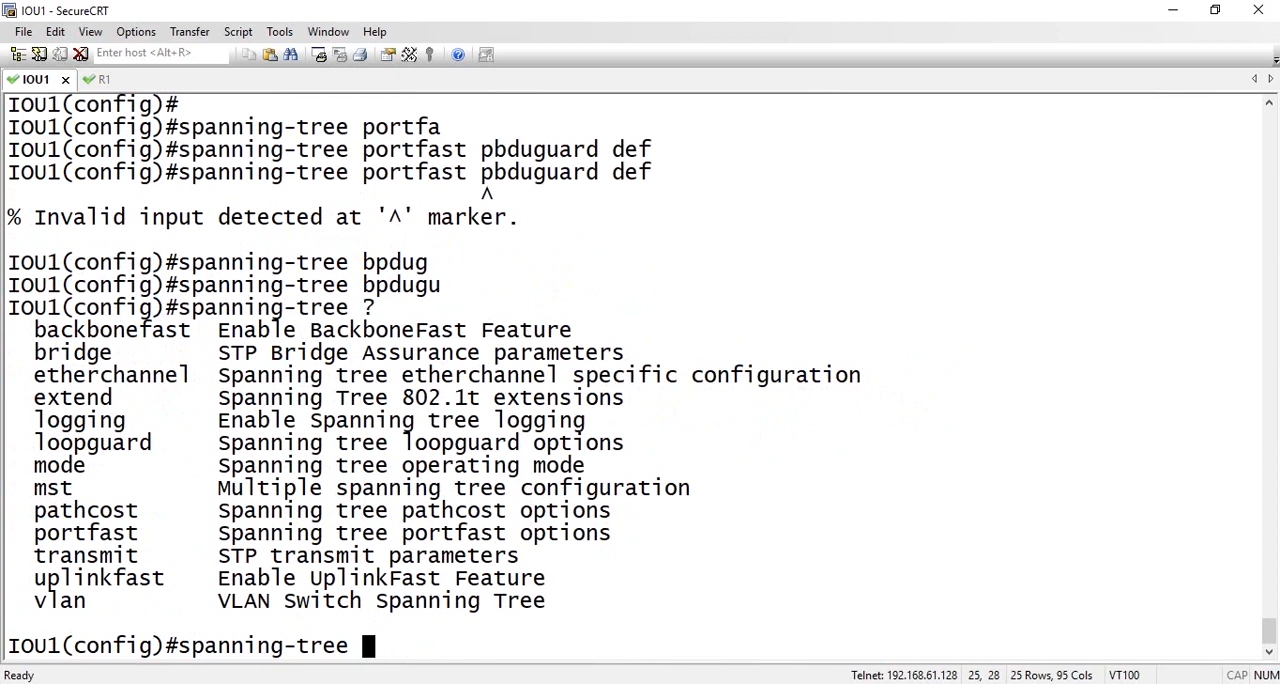 IOU1 - SecureCRT
File Edit View Options Transfer Script Tools Window Help
Enter host <Alt+R>
IOU1 R1
IOU1(config)#
IOU1(config)#spanning-tree portfa
IOU1(config)#spanning-tree portfast pbduguard def
IOU1(config)#spanning-tree portfast pbduguard def
^
% Invalid input detected at '^' marker.
IOU1(config)#spanning-tree bpdug
IOU1(config)#spanning-tree bpdugu
IOU1(config)#spanning-tree ?
backbonefast Enable BackboneFast Feature
bridge STP Bridge Assurance parameters
etherchannel Spanning tree etherchannel specific configuration
extend Spanning Tree 802.1t extensions
logging Enable Spanning tree logging
loopguard Spanning tree loopguard options
mode Spanning tree operating mode
mst Multiple spanning tree configuration
pathcost Spanning tree pathcost options
portfast Spanning tree portfast options
transmit STP transmit parameters
uplinkfast Enable UplinkFast Feature
vlan VLAN Switch Spanning Tree
IOU1(config)#spanning-tree
Ready Telnet: 192.168.61.128 25, 28 25 Rows, 95 Cols VT100 CAP NUM